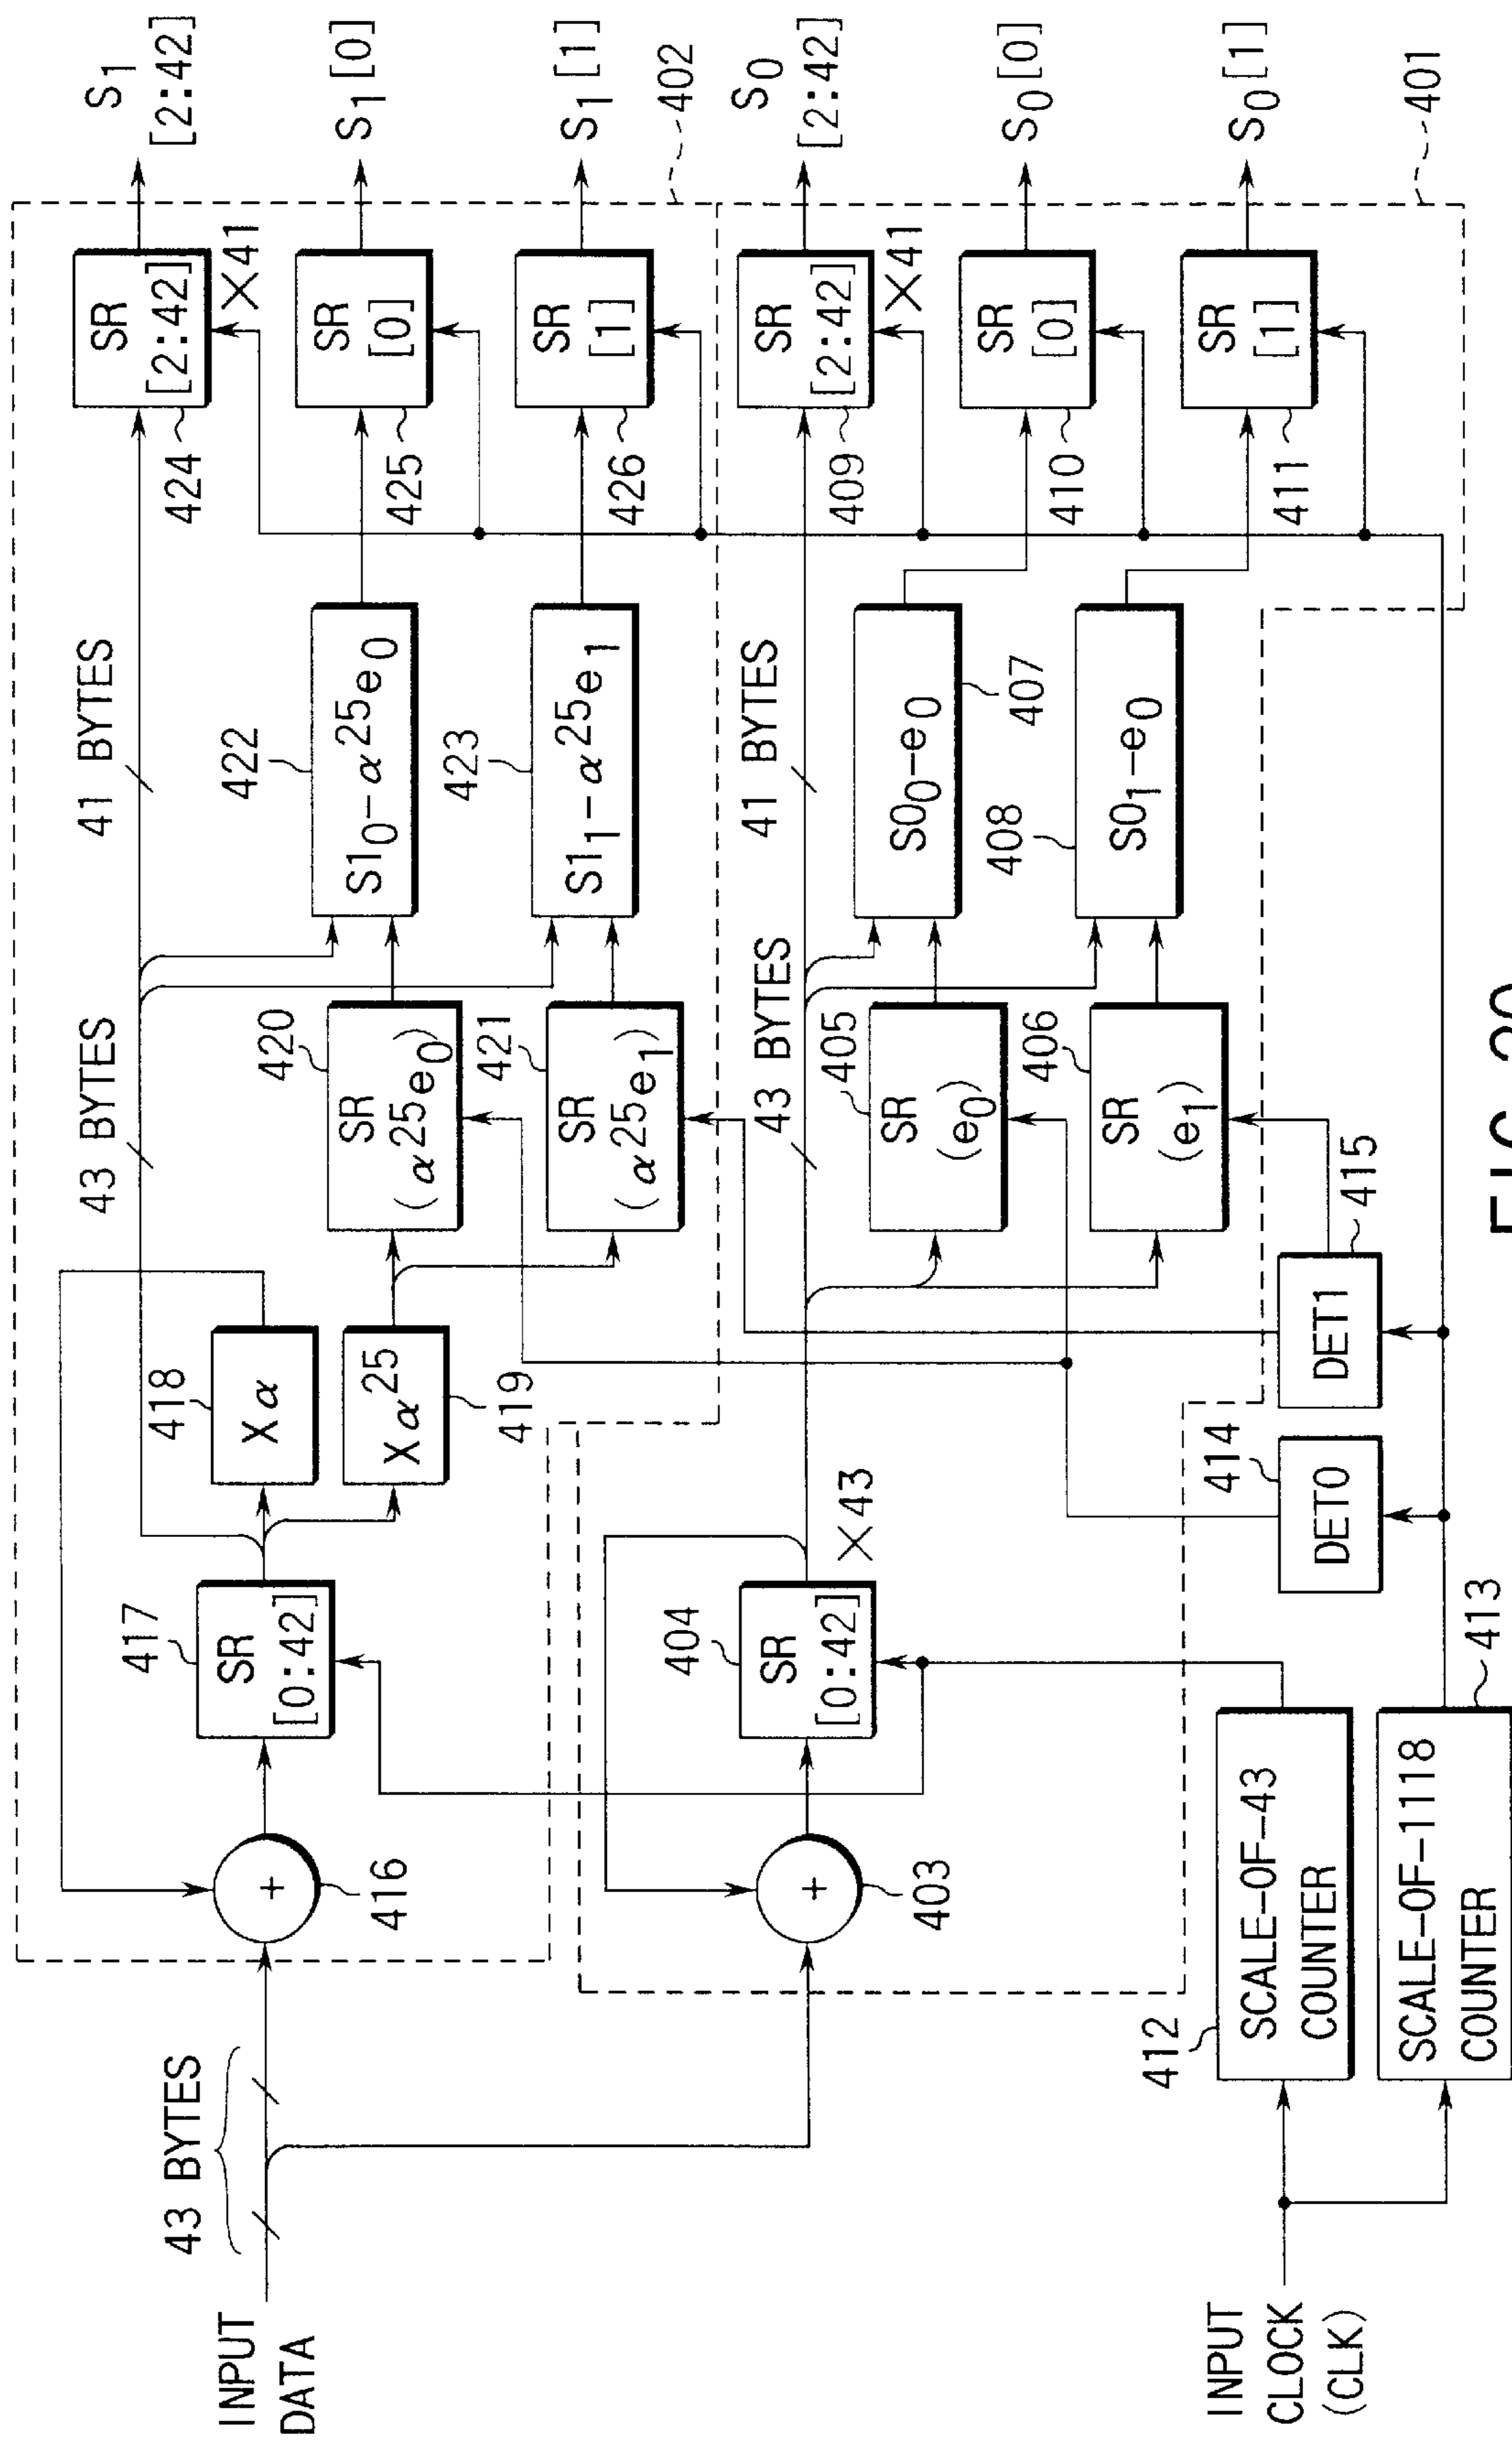 INPUT
DATA
43 BYTES
416
+
417
SR
[0:42]
418
Xα
Xα²⁵
419
43 BYTES
41 BYTES
420
SR
(α²⁵e₀)
421
SR
(α²⁵e₁)
422
S1₀-α²⁵e₀
423
S1₁-α²⁵e₁
SR
[2:42]
424
×41
SR
[0]
425
SR
[1]
426
S₁
[2:42]
S₁[0]
S₁[1]
402
+
403
404
SR
[0:42]
×43
43 BYTES
41 BYTES
405
SR
(e₀)
406
SR
(e₁)
S0₀-e₀
407
408
S0₁-e₀
SR
[2:42]
409
×41
SR
[0]
410
SR
[1]
411
S₀
[2:42]
S₀[0]
S₀[1]
401
INPUT
CLOCK
(CLK)
412
SCALE-OF-43
COUNTER
SCALE-OF-1118
COUNTER
413
414
DET0
DET1
415